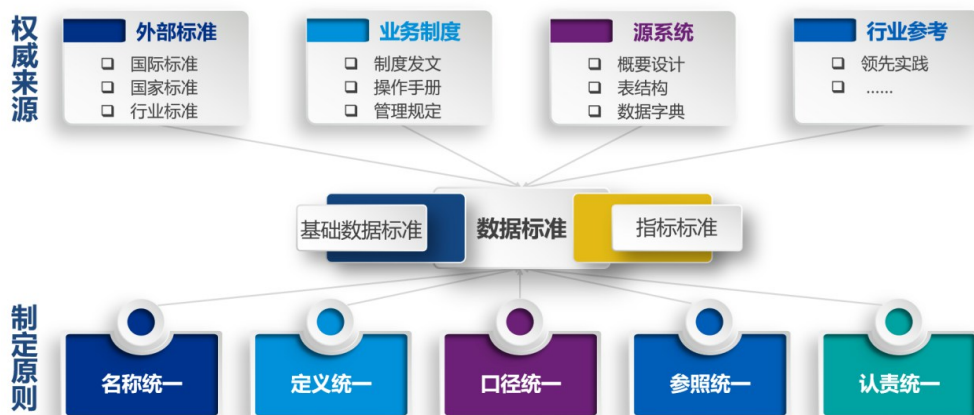 权威来源
外部标准
国际标准
国家标准
行业标准
业务制度
制度发文
操作手册
管理规定
源系统
概要设计
表结构
数据字典
行业参考
领先实践
......
基础数据标准
数据标准
指标标准
制定原则
名称统一
定义统一
口径统一
参照统一
认责统一